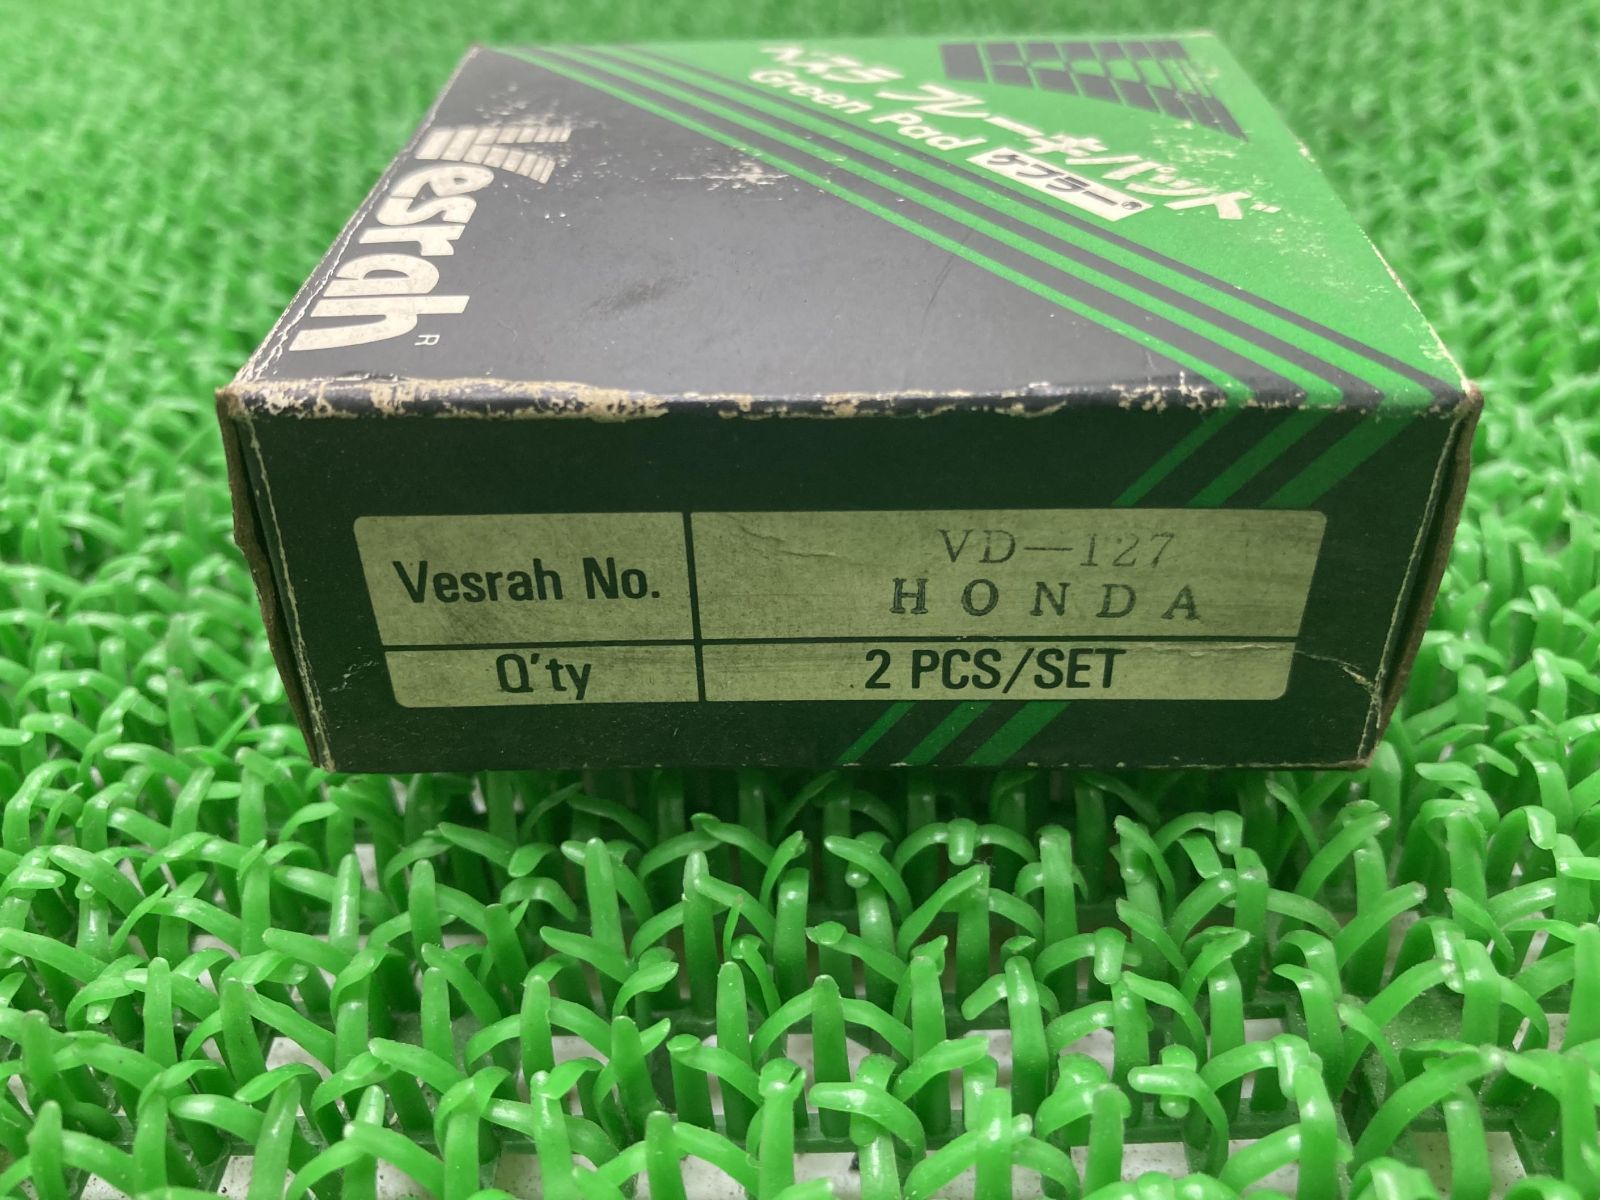 ベスラ ブレーキパッド
Green Pad ケブラー®
Vesrah®
Vesrah No. VD—127
HONDA
Q'ty 2 PCS/SET